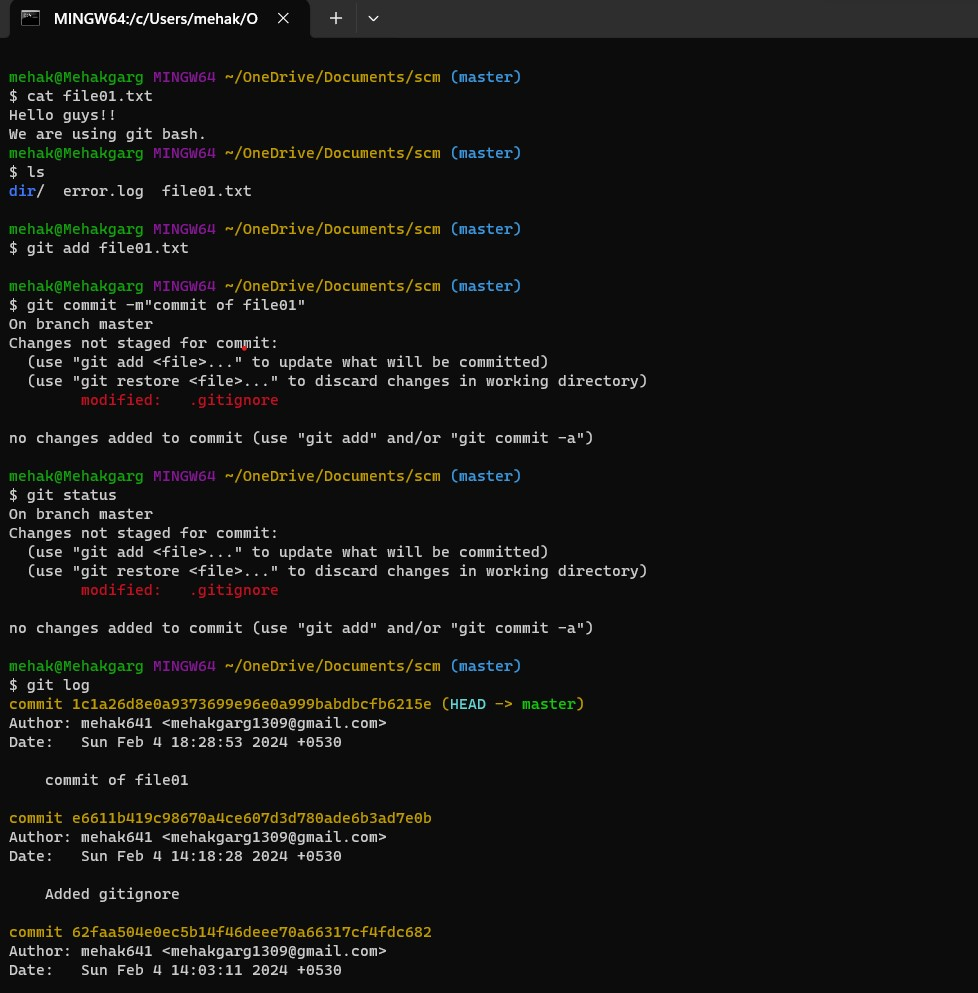 MINGW64:/c/Users/mehak/O
mehak@Mehakgarg MINGW64 ~/OneDrive/Documents/scm (master)
$ cat file01.txt
Hello guys!!
We are using git bash.
mehak@Mehakgarg MINGW64 ~/OneDrive/Documents/scm (master)
$ ls
dir/  error.log  file01.txt
mehak@Mehakgarg MINGW64 ~/OneDrive/Documents/scm (master)
$ git add file01.txt
mehak@Mehakgarg MINGW64 ~/OneDrive/Documents/scm (master)
$ git commit -m"commit of file01"
On branch master
Changes not staged for commit:
  (use "git add <file>..." to update what will be committed)
  (use "git restore <file>..." to discard changes in working directory)
        modified:   .gitignore
no changes added to commit (use "git add" and/or "git commit -a")
mehak@Mehakgarg MINGW64 ~/OneDrive/Documents/scm (master)
$ git status
On branch master
Changes not staged for commit:
  (use "git add <file>..." to update what will be committed)
  (use "git restore <file>..." to discard changes in working directory)
        modified:   .gitignore
no changes added to commit (use "git add" and/or "git commit -a")
mehak@Mehakgarg MINGW64 ~/OneDrive/Documents/scm (master)
$ git log
commit 1c1a26d8e0a9373699e96e0a999babdbcfb6215e (HEAD -> master)
Author: mehak641 <mehakgarg1309@gmail.com>
Date:   Sun Feb 4 18:28:53 2024 +0530
    commit of file01
commit e6611b419c98670a4ce607d3d780ade6b3ad7e0b
Author: mehak641 <mehakgarg1309@gmail.com>
Date:   Sun Feb 4 14:18:28 2024 +0530
    Added gitignore
commit 62faa504e0ec5b14f46deee70a66317cf4fdc682
Author: mehak641 <mehakgarg1309@gmail.com>
Date:   Sun Feb 4 14:03:11 2024 +0530